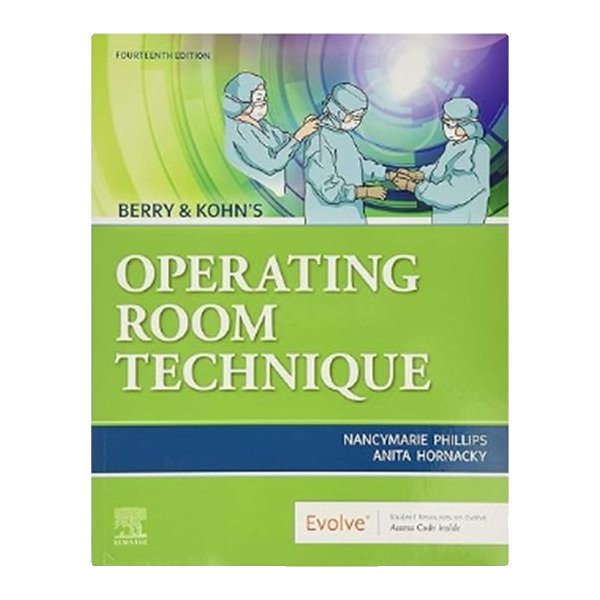 FOURTEENTH EDITION
BERRY & KOHN'S
OPERATING
ROOM
TECHNIQUE
NANCYMARIE PHILLIPS
ANITA HORNACKY
Evolve®
Student Resources on Evolve
Access Code Inside
ELSEVIER